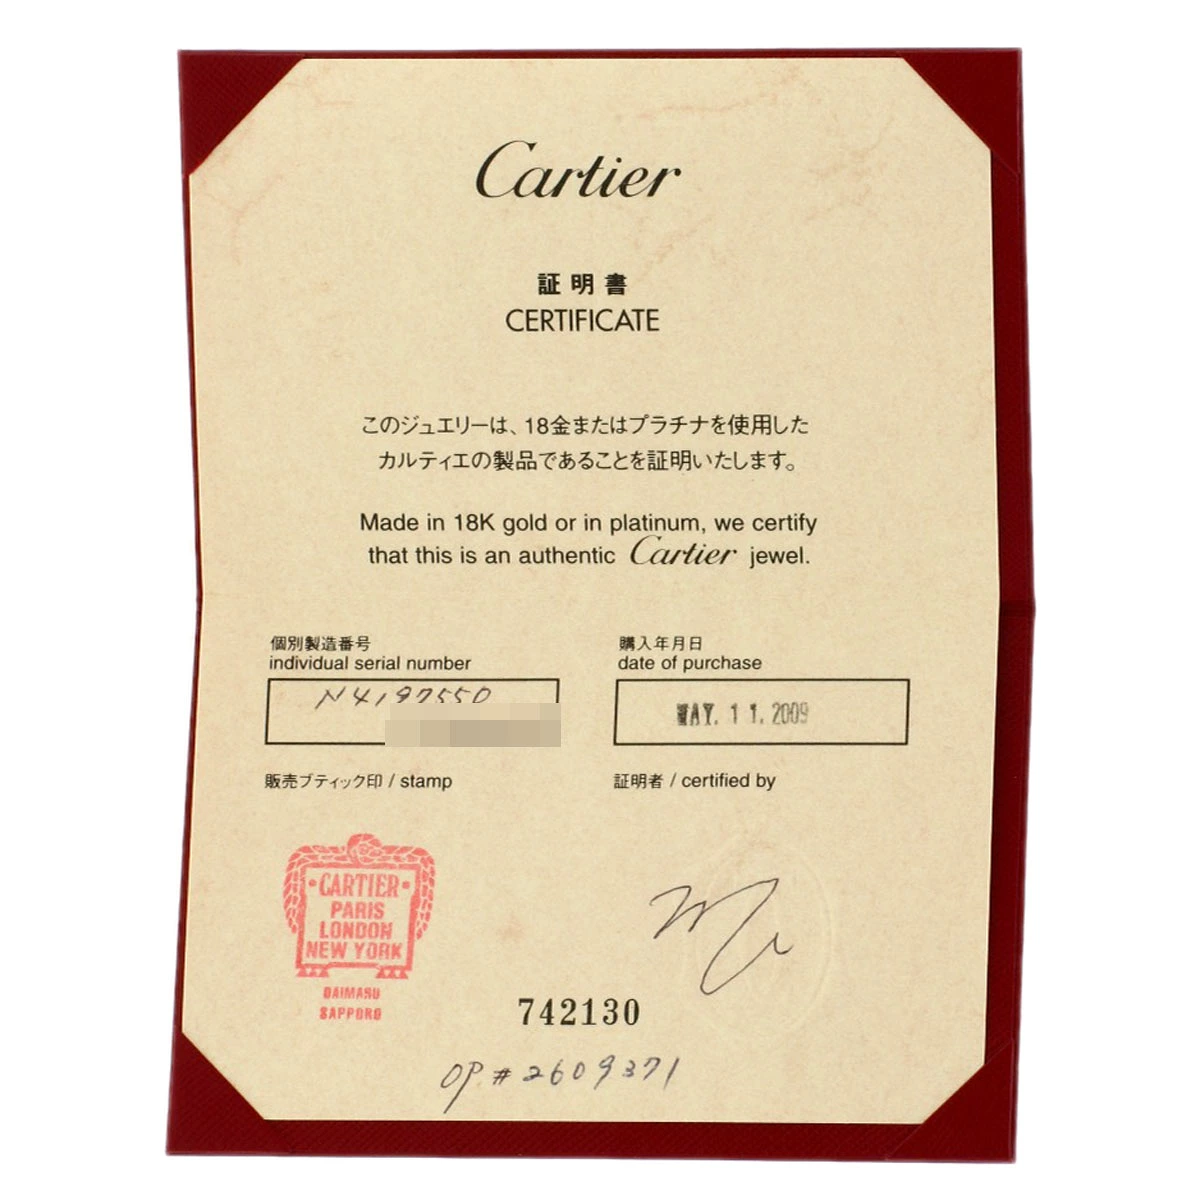 Cartier
証明書
CERTIFICATE
このジュエリーは、18金またはプラチナを使用した
カルティエの製品であることを証明いたします。
Made in 18K gold or in platinum, we certify
that this is an authentic Cartier jewel.
個別製造番号
individual serial number
N4197550
購入年月日
date of purchase
MAY. 11. 2009
販売ブティック印 / stamp
証明者 / certified by
·CARTIER·
PARIS
LONDON
NEW YORK
DAIMARU
SAPPORO
742130
OP#2609371